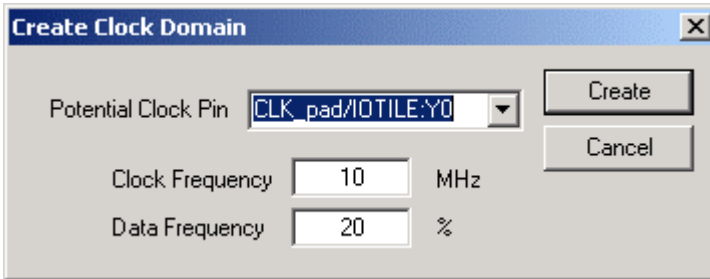 Create Clock Domain
Potential Clock Pin CLK_pad/IOTILE:Y0 Create
Cancel
Clock Frequency 10 MHz
Data Frequency 20 %